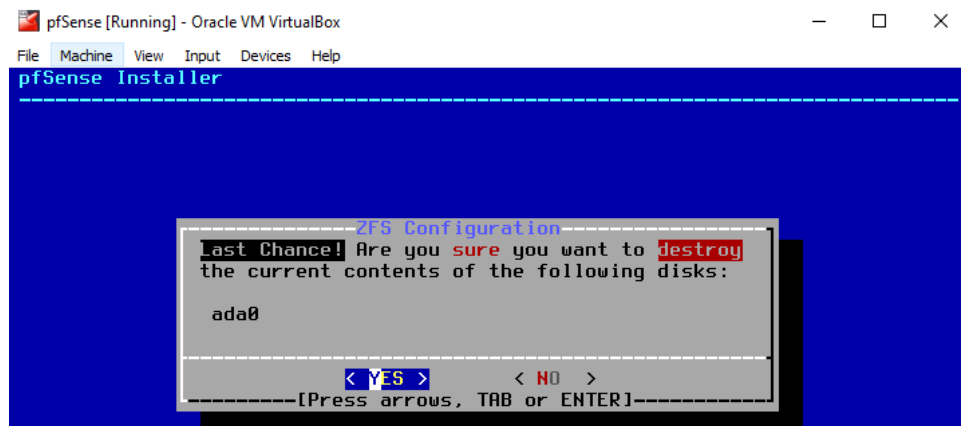 pfSense [Running] - Oracle VM VirtualBox
File Machine View Input Devices Help
pfSense Installer
ZFS Configuration
Last Chance! Are you sure you want to destroy
the current contents of the following disks:
ada0
< YES > < NO >
[Press arrows, TAB or ENTER]